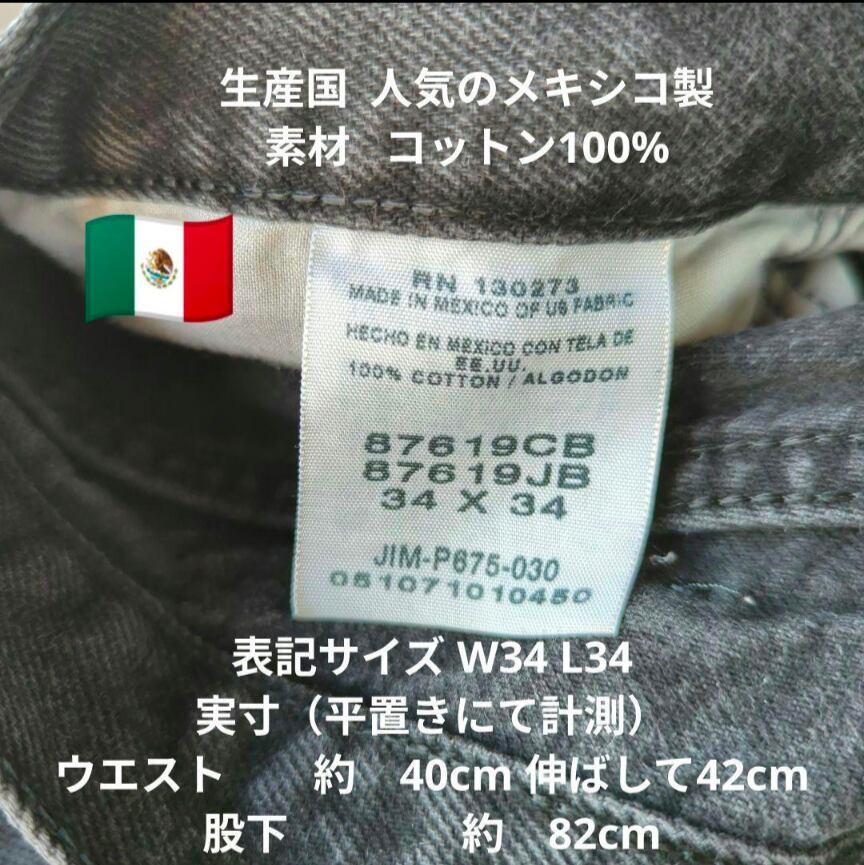 生産国 人気のメキシコ製
素材 コットン100%
RN 130273
MADE IN MEXICO OF US FABRIC
HECHO EN MEXICO CON TELA DE
EE.UU.
100% COTTON / ALGODON
87619CB
87619JB
34 X 34
JIM-P675-030
051071010450
表記サイズ W34 L34
実寸（平置きにて計測）
ウエスト 約 40cm 伸ばして42cm
股下 約 82cm